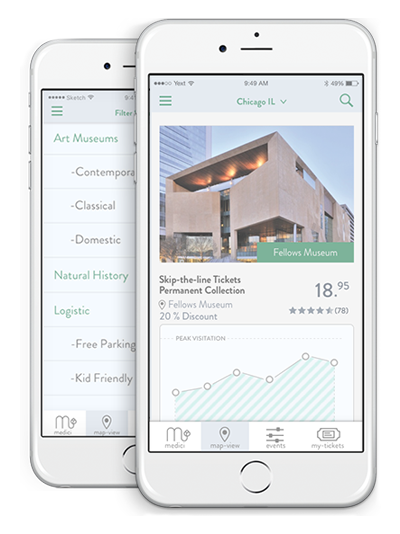 Sketch
9:41
Filter
Art Museums
-Contempora
-Classical
-Domestic
Natural History
Logistic
-Free Parking
-Kid Friendly
medici
map-view
Yext
9:49 AM
49%
Chicago IL
Fellows Museum
Skip-the-line Tickets
Permanent Collection
18.95
Fellows Museum
20 % Discount
(78)
PEAK VISITATION
medici
map-view
events
my-tickets